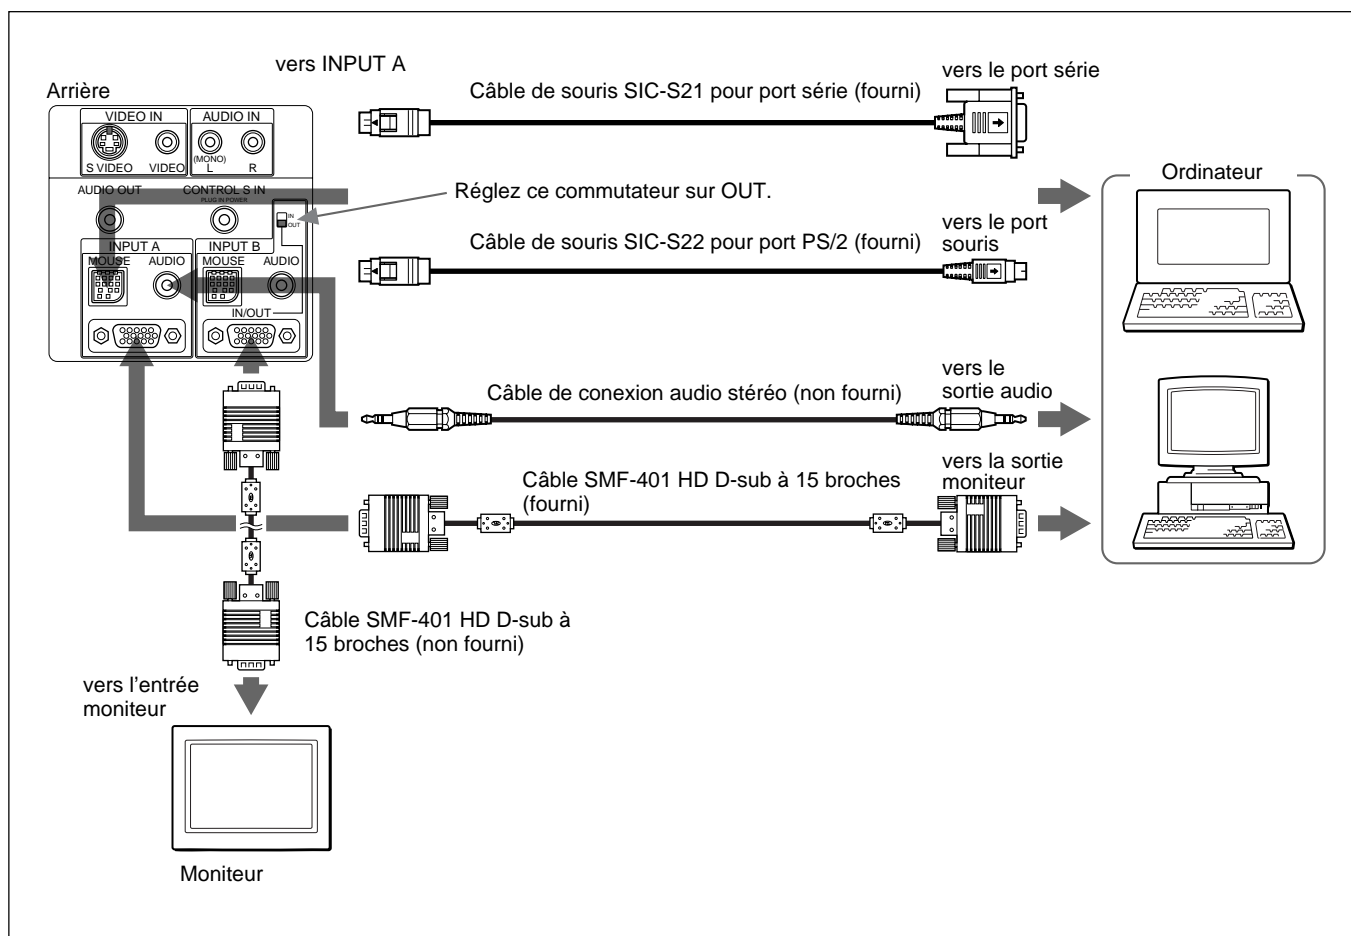 vers INPUT A
Arrière
VIDEO IN
AUDIO IN
S VIDEO
VIDEO
(MONO)
L
R
AUDIO OUT
CONTROL S IN
PLUG IN POWER
IN
OUT
INPUT A
INPUT B
MOUSE
AUDIO
MOUSE
AUDIO
IN/OUT
Câble de souris SIC-S21 pour port série (fourni)
vers le port série
Réglez ce commutateur sur OUT.
Ordinateur
Câble de souris SIC-S22 pour port PS/2 (fourni)
vers le port
souris
Câble de conexion audio stéréo (non fourni)
vers le
sortie audio
Câble SMF-401 HD D-sub à 15 broches
(fourni)
vers la sortie
moniteur
Câble SMF-401 HD D-sub à
15 broches (non fourni)
vers l'entrée
moniteur
Moniteur